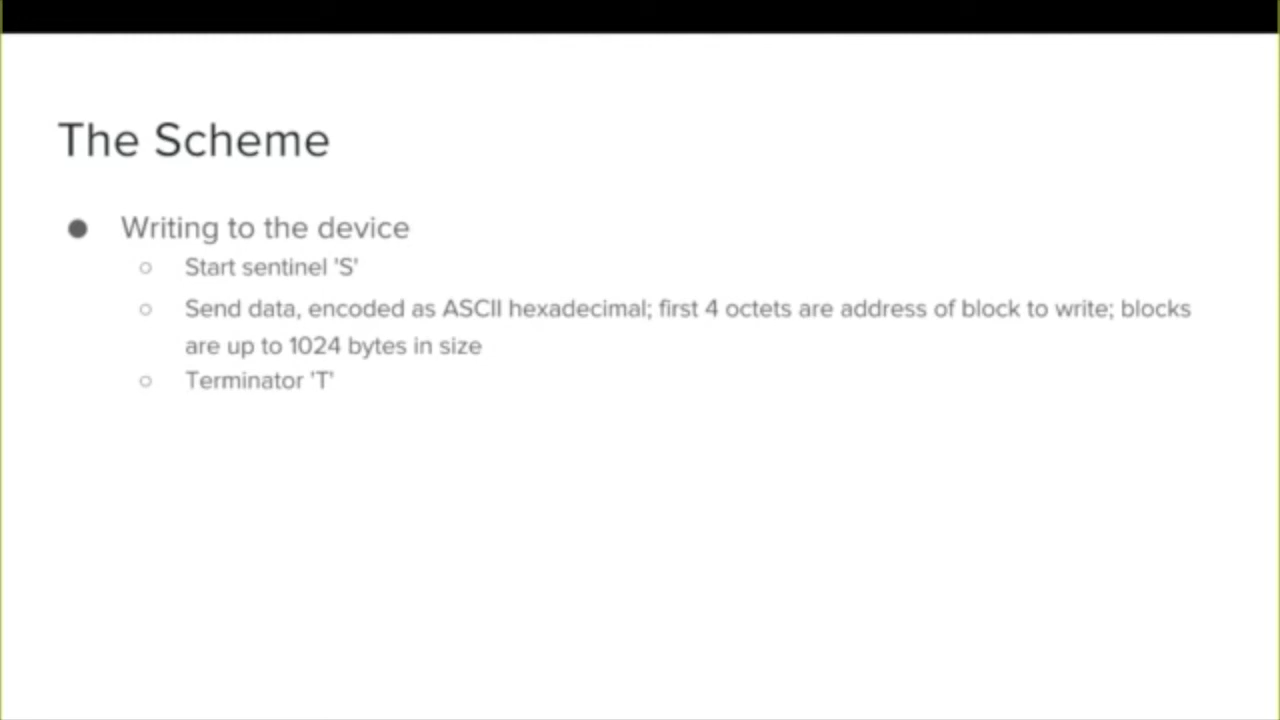 The Scheme
● Writing to the device
○ Start sentinel 'S'
○ Send data, encoded as ASCII hexadecimal; first 4 octets are address of block to write; blocks
are up to 1024 bytes in size
○ Terminator 'T'